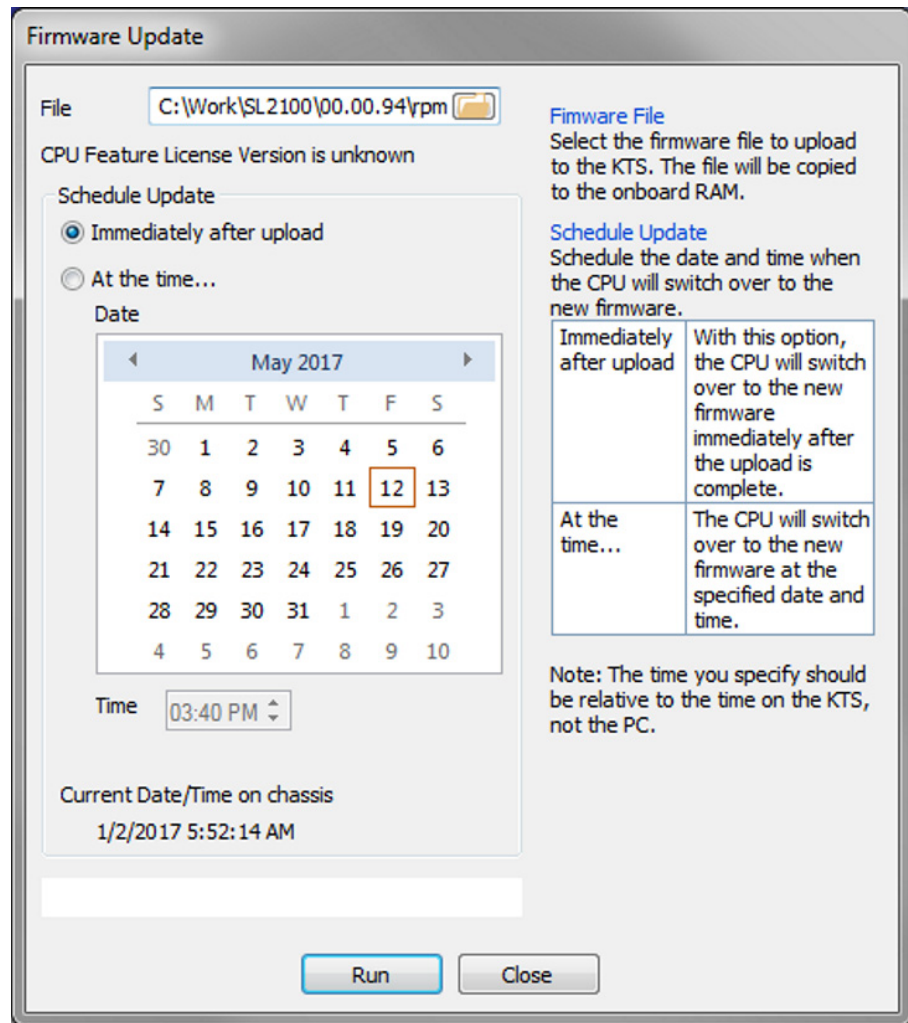 Firmware Update
File C:\Work\SL2100\00.00.94\rpm
CPU Feature License Version is unknown
Schedule Update
Immediately after upload
At the time...
Date
May 2017
S M T W T F S
30 1 2 3 4 5 6
7 8 9 10 11 12 13
14 15 16 17 18 19 20
21 22 23 24 25 26 27
28 29 30 31 1 2 3
4 5 6 7 8 9 10
Time 03:40 PM
Current Date/Time on chassis
1/2/2017 5:52:14 AM
Fimware File
Select the firmware file to upload
to the KTS. The file will be copied
to the onboard RAM.
Schedule Update
Schedule the date and time when
the CPU will switch over to the
new firmware.
Immediately
after upload
With this option,
the CPU will switch
over to the new
firmware
immediately after
the upload is
complete.
At the
time...
The CPU will switch
over to the new
firmware at the
specified date and
time.
Note: The time you specify should
be relative to the time on the KTS,
not the PC.
Run Close